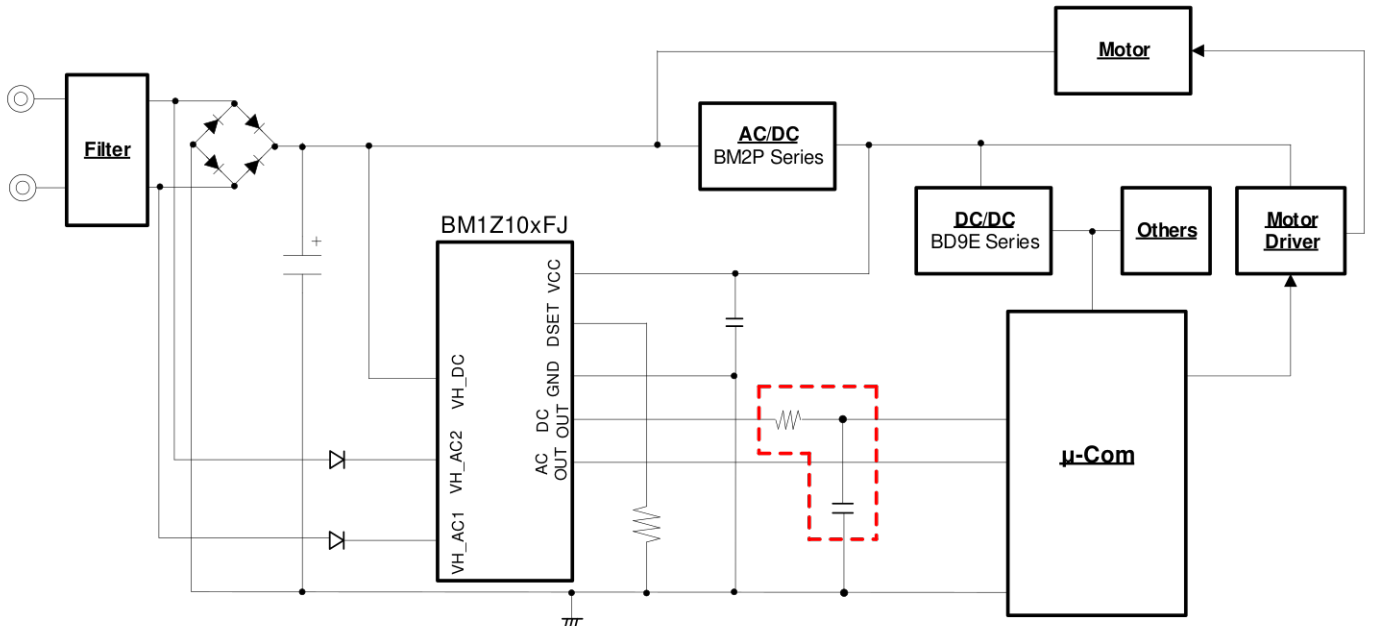 Motor
Filter
AC/DC
BM2P Series
BM1Z10xFJ
DC/DC
BD9E Series
Others
Motor
Driver
VCC
DSET
GND
DC
OUT
AC
OUT
VH_DC
VH_AC2
VH_AC1
+
µ-Com